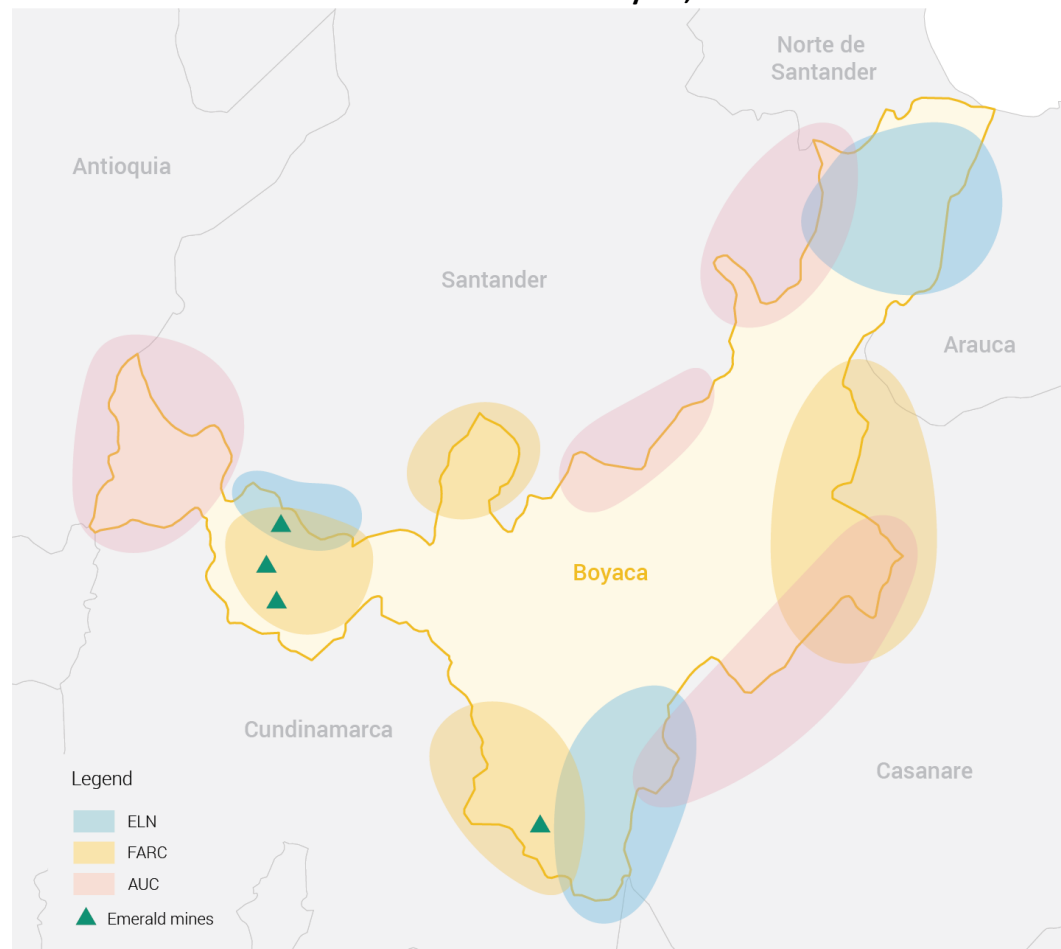 Norte de
Santander
Antioquia
Santander
Arauca
Boyaca
Cundinamarca
Casanare
Legend
ELN
FARC
AUC
Emerald mines